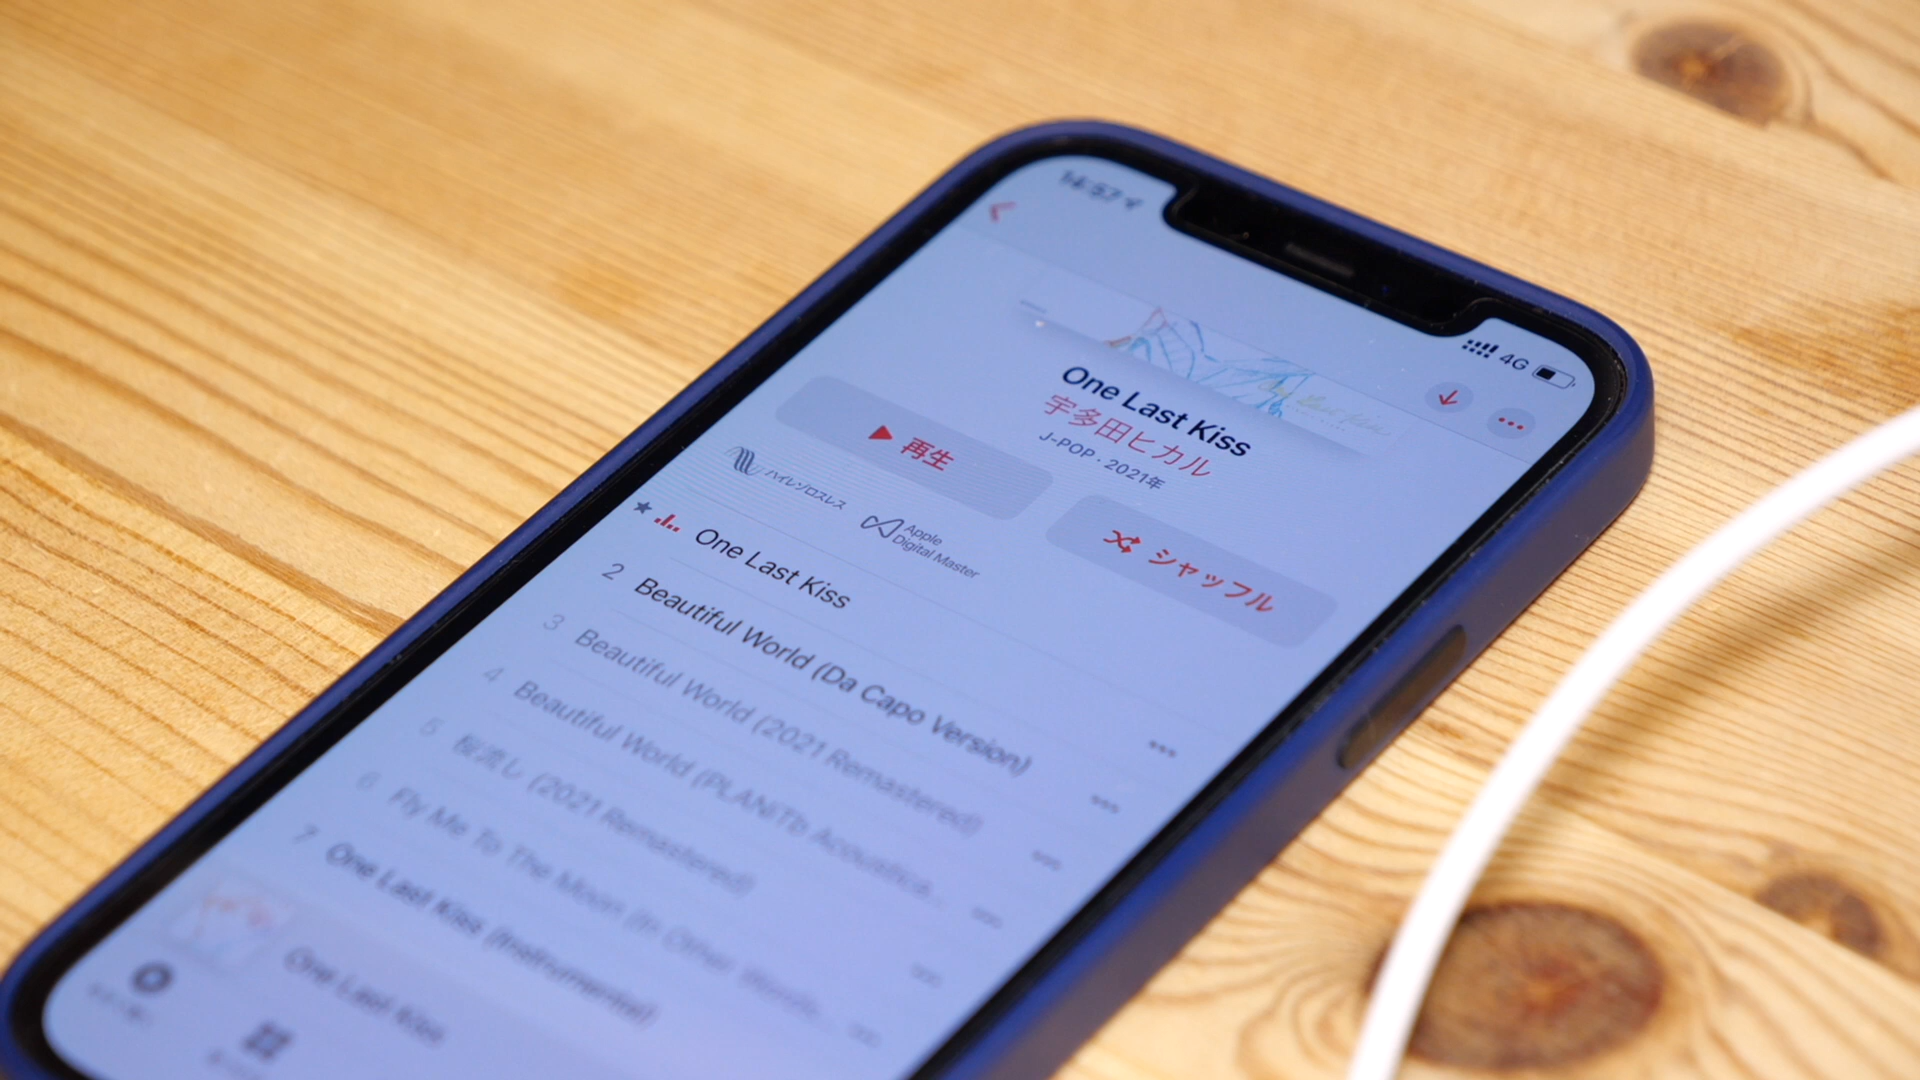 16:57
4G
One Last Kiss
宇多田ヒカル
J-POP · 2021年
再生
シャッフル
ハイレゾロスレス
Apple
Digital Master
One Last Kiss
2 Beautiful World (Da Capo Version)
3 Beautiful World (2021 Remastered)
4 Beautiful World (PLANiTb Acoustica...
5 桜流し (2021 Remastered)
6 Fly Me To The Moon (In Other Words...
7 One Last Kiss (Instrumental)
One Last Kiss